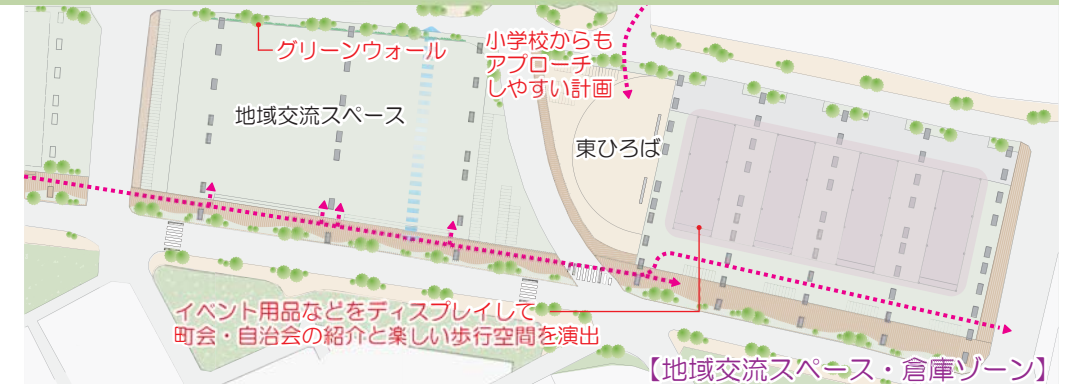 グリーンウォール
小学校からも
アプローチ
しやすい計画
地域交流スペース
東ひろば
イベント用品などをディスプレイして
町会・自治会の紹介と楽しい歩行空間を演出
【地域交流スペース・倉庫ゾーン】